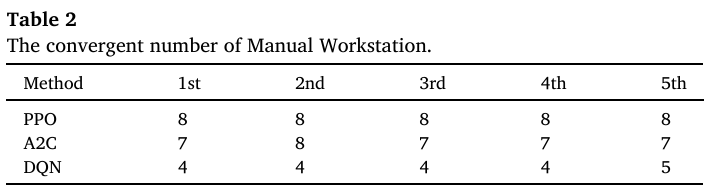 Table 2
The convergent number of Manual Workstation.
Method 1st 2nd 3rd 4th 5th
PPO 8 8 8 8 8
A2C 7 8 7 7 7
DQN 4 4 4 4 5